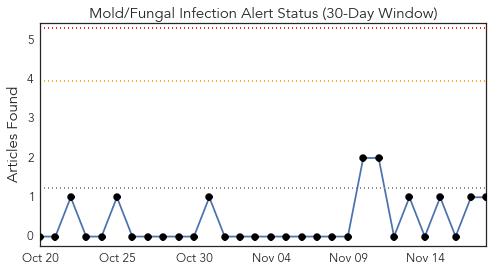 Mold/Fungal Infection Alert Status (30-Day Window)
Articles Found
5
4
3
2
1
0
Oct 20 Oct 25 Oct 30 Nov 04 Nov 09 Nov 14